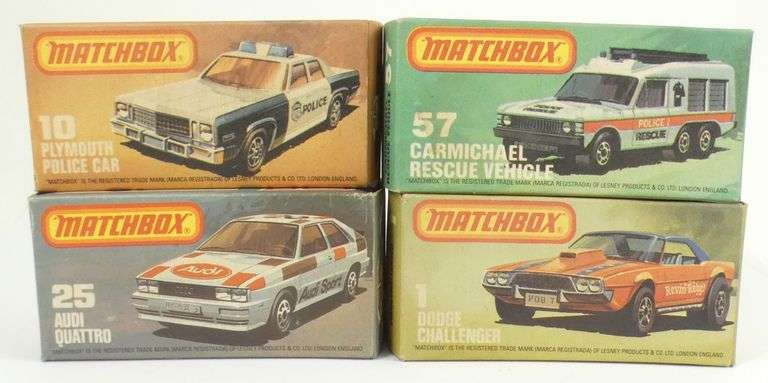 MATCHBOX
10
PLYMOUTH
POLICE CAR
POLICE
"MATCHBOX" IS THE REGISTERED TRADE MARK (MARCA REGISTRADA) OF LESNEY PRODUCTS & CO. LTD. LONDON ENGLAND.
MATCHBOX
57
CARMICHAEL
RESCUE VEHICLE
POLICE
RESCUE
"MATCHBOX" IS THE REGISTERED TRADE MARK (MARCA REGISTRADA) OF LESNEY PRODUCTS & CO. LTD. LONDON ENGLAND.
MATCHBOX
25
AUDI
QUATTRO
Audi
Audi Sport
"MATCHBOX" IS THE REGISTERED TRADE MARK (MARCA REGISTRADA) OF LESNEY PRODUCTS & CO. LTD. LONDON ENGLAND.
MATCHBOX
1
DODGE
CHALLENGER
Revin' Rebel
"MATCHBOX" IS THE REGISTERED TRADE MARK (MARCA REGISTRADA) OF LESNEY PRODUCTS & CO. LTD. LONDON ENGLAND.